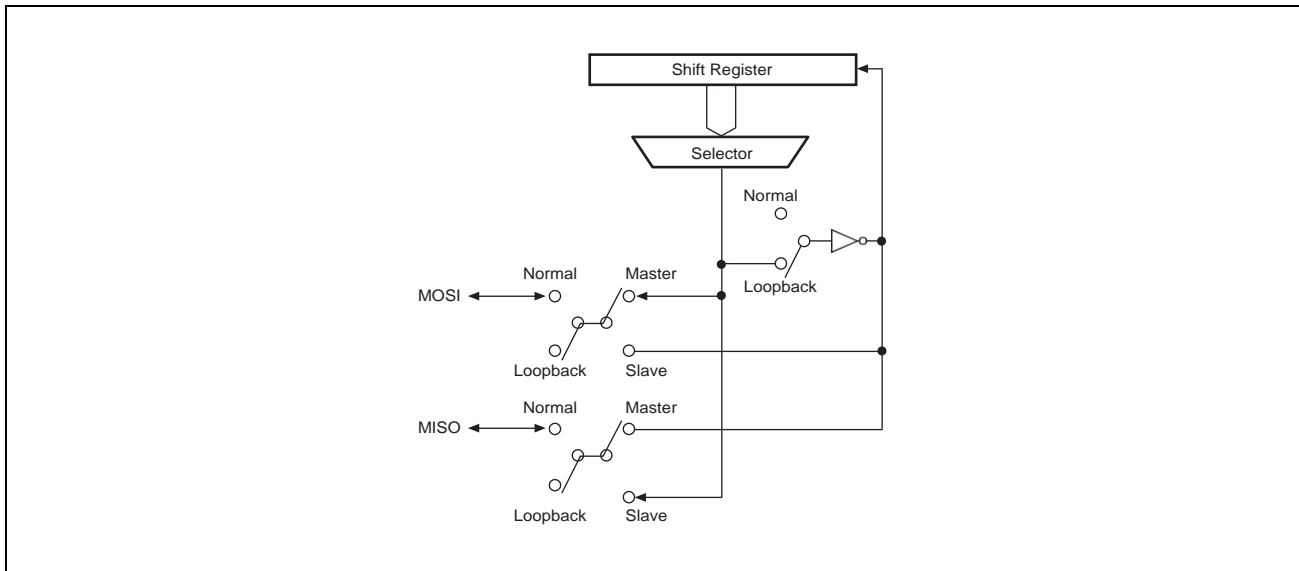 Shift Register
Selector
Normal
Loopback
Normal Master
MOSI
Loopback Slave
Normal Master
MISO
Loopback Slave